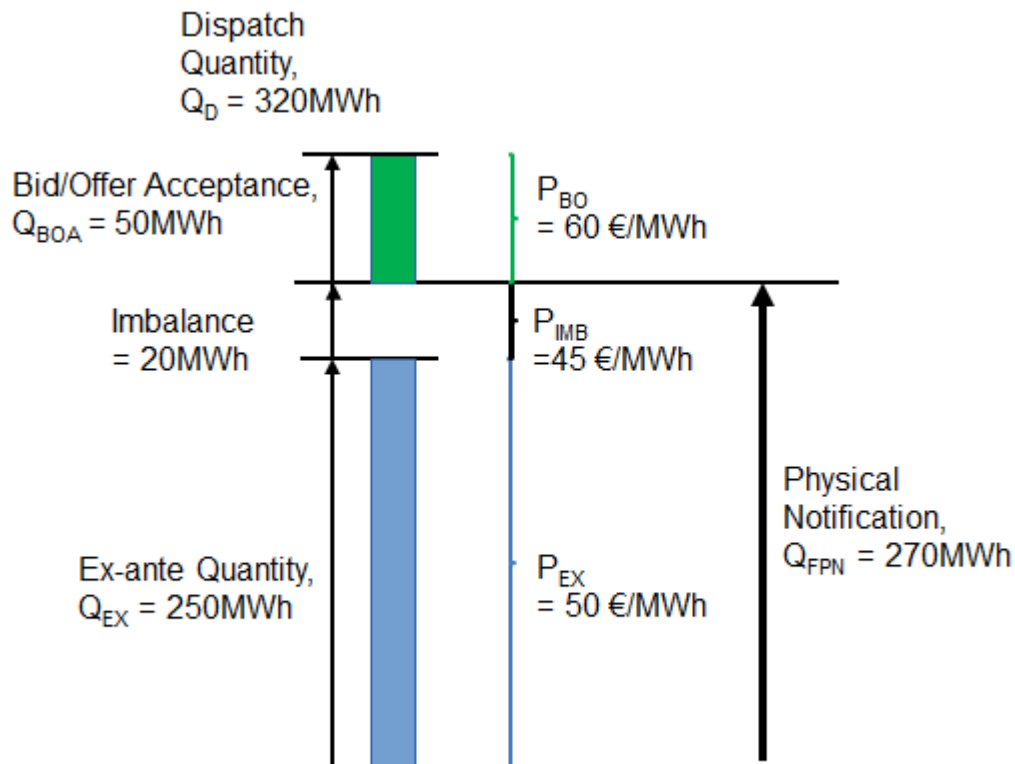 Dispatch
Quantity,
Q_D = 320MWh
Bid/Offer Acceptance,
Q_BOA = 50MWh
P_BO
= 60 €/MWh
Imbalance
= 20MWh
P_IMB
=45 €/MWh
Physical
Notification,
Q_FPN = 270MWh
Ex-ante Quantity,
Q_EX = 250MWh
P_EX
= 50 €/MWh